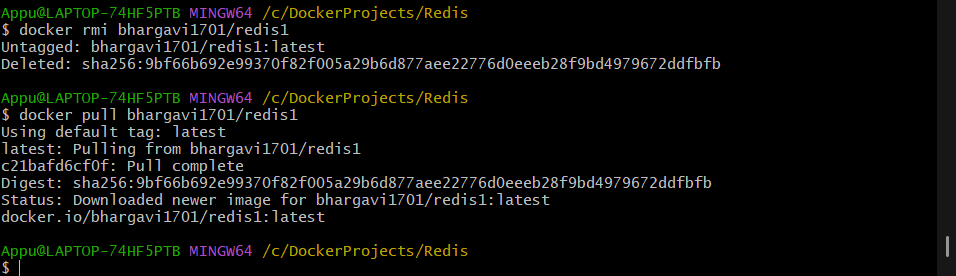 Appu@LAPTOP-74HF5PTB MINGW64 /c/DockerProjects/Redis
$ docker rmi bhargavi1701/redis1
Untagged: bhargavi1701/redis1:latest
Deleted: sha256:9bf66b692e99370f82f005a29b6d877aee22776d0eeeb28f9bd4979672ddfbfb
Appu@LAPTOP-74HF5PTB MINGW64 /c/DockerProjects/Redis
$ docker pull bhargavi1701/redis1
Using default tag: latest
latest: Pulling from bhargavi1701/redis1
c21bafd6cf0f: Pull complete
Digest: sha256:9bf66b692e99370f82f005a29b6d877aee22776d0eeeb28f9bd4979672ddfbfb
Status: Downloaded newer image for bhargavi1701/redis1:latest
docker.io/bhargavi1701/redis1:latest
Appu@LAPTOP-74HF5PTB MINGW64 /c/DockerProjects/Redis
$